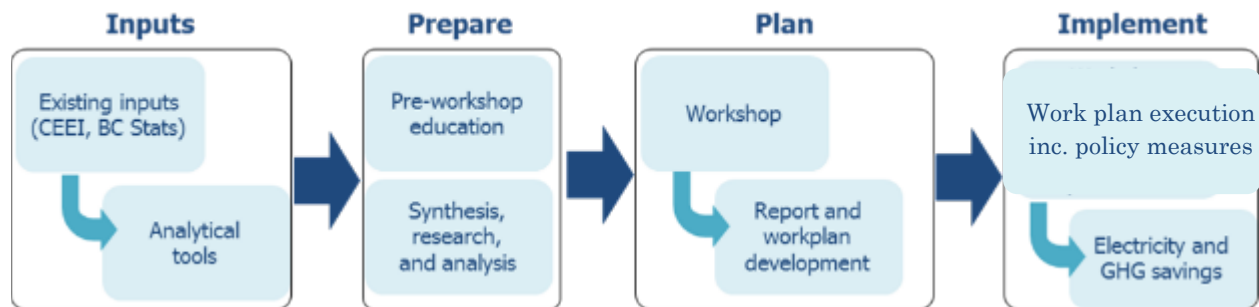 Inputs
Existing inputs
(CEEI, BC Stats)
Analytical
tools
Prepare
Pre-workshop
education
Synthesis,
research,
and analysis
Plan
Workshop
Report and
workplan
development
Implement
Work plan execution
inc. policy measures
Electricity and
GHG savings